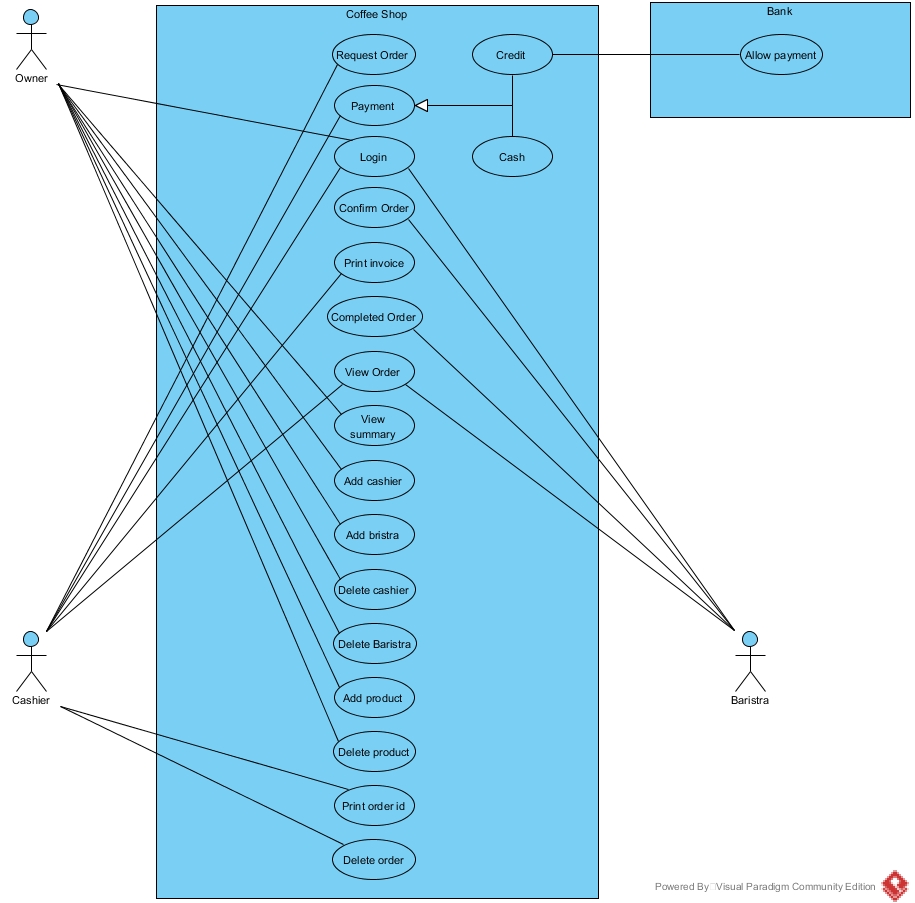 Coffee Shop
Bank
Owner
Request Order
Credit
Allow payment
Payment
Login
Cash
Confirm Order
Print invoice
Completed Order
View Order
View
summary
Add cashier
Add bristra
Delete cashier
Delete Baristra
Add product
Delete product
Print order id
Delete order
Cashier
Baristra
Powered By Visual Paradigm Community Edition